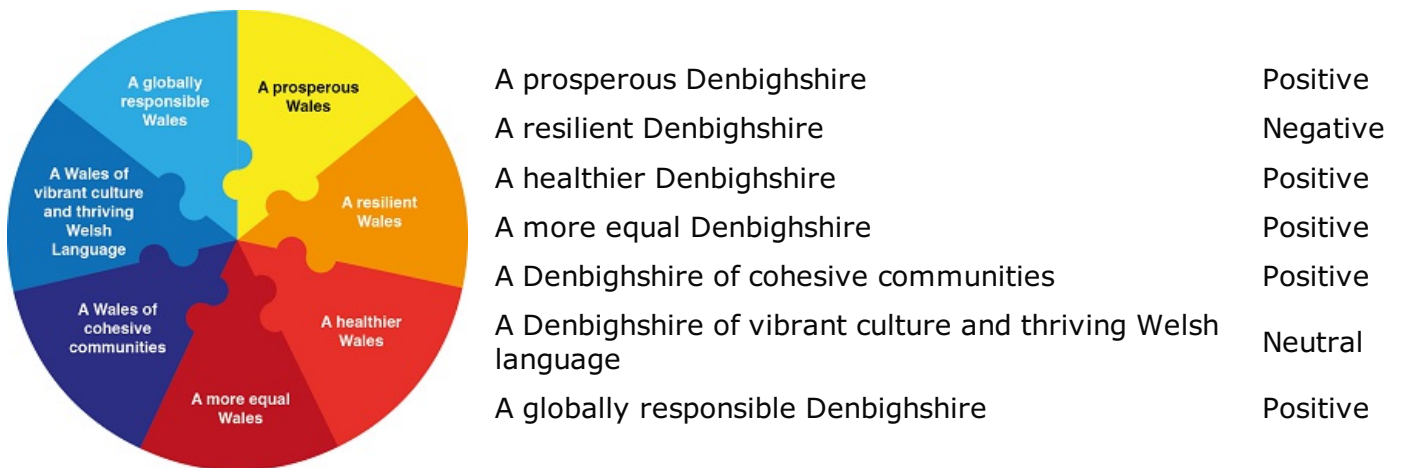 A globally
responsible
Wales
A prosperous
Wales
A Wales of
vibrant culture
and thriving
Welsh
Language
A resilient
Wales
A Wales of
cohesive
communities
A healthier
Wales
A more equal
Wales
A prosperous Denbighshire Positive
A resilient Denbighshire Negative
A healthier Denbighshire Positive
A more equal Denbighshire Positive
A Denbighshire of cohesive communities Positive
A Denbighshire of vibrant culture and thriving Welsh
language Neutral
A globally responsible Denbighshire Positive